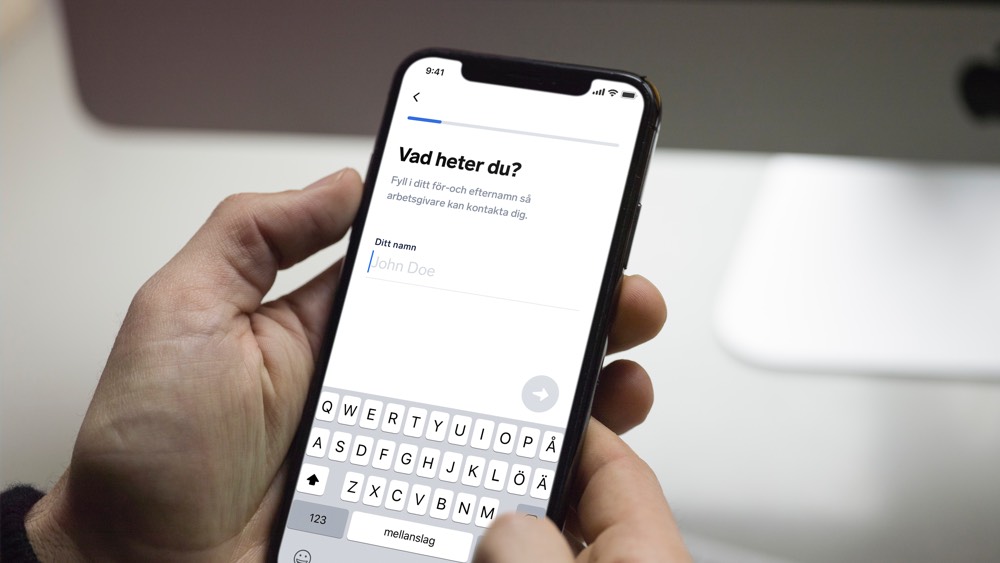 9:41
Vad heter du?
Fyll i ditt för-och efternamn så
arbetsgivare kan kontakta dig.
Ditt namn
John Doe
Q W E R T Y U I O P Å
A S D F G H J K L Ö Ä
Z X C V B N M
123 mellanslag